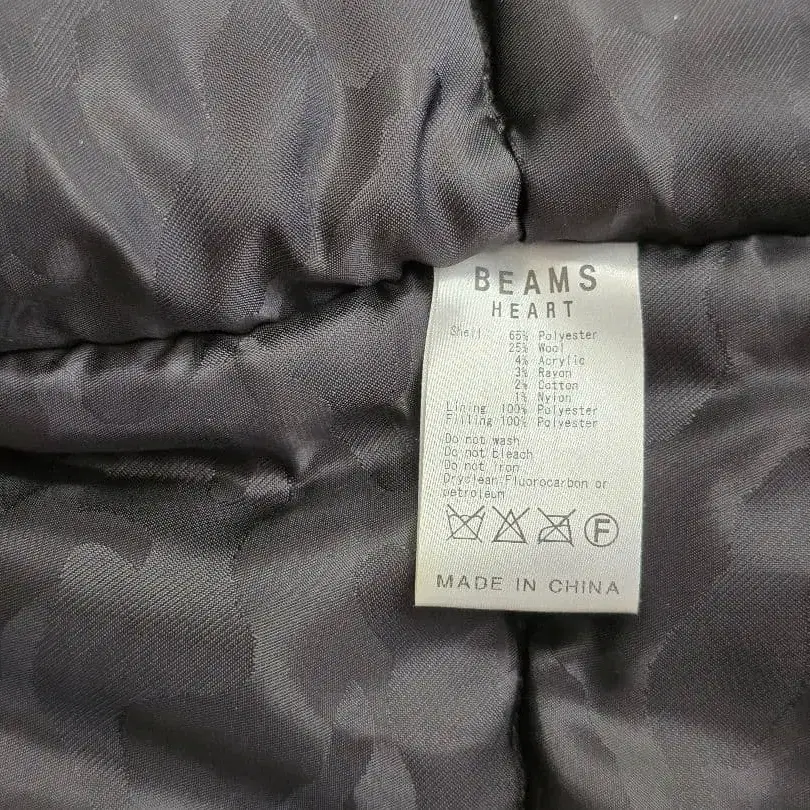 BEAMS
HEART
Shell 65% Polyester
25% Wool
4% Acrylic
3% Rayon
2% Cotton
1% Nylon
Lining 100% Polyester
Filling 100% Polyester
Do not wash
Do not bleach
Do not iron
Dryclean Fluorocarbon or
petroleum
F
MADE IN CHINA